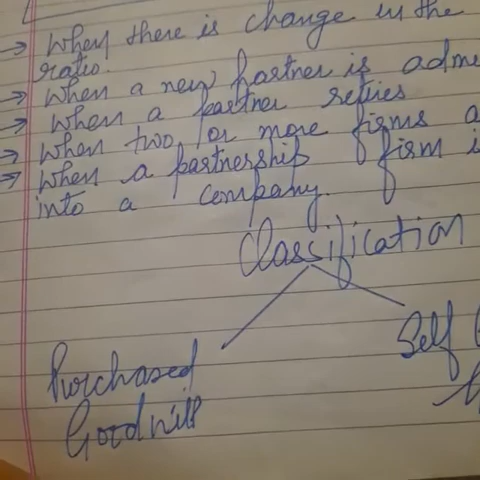 → When there is change in the
ratio.
→ When a new partner is adm
→ When a partner retires
→ When two or more firms a
→ When a partnership firm i
into a company.
Classification
Self
Purchased
Goodwill